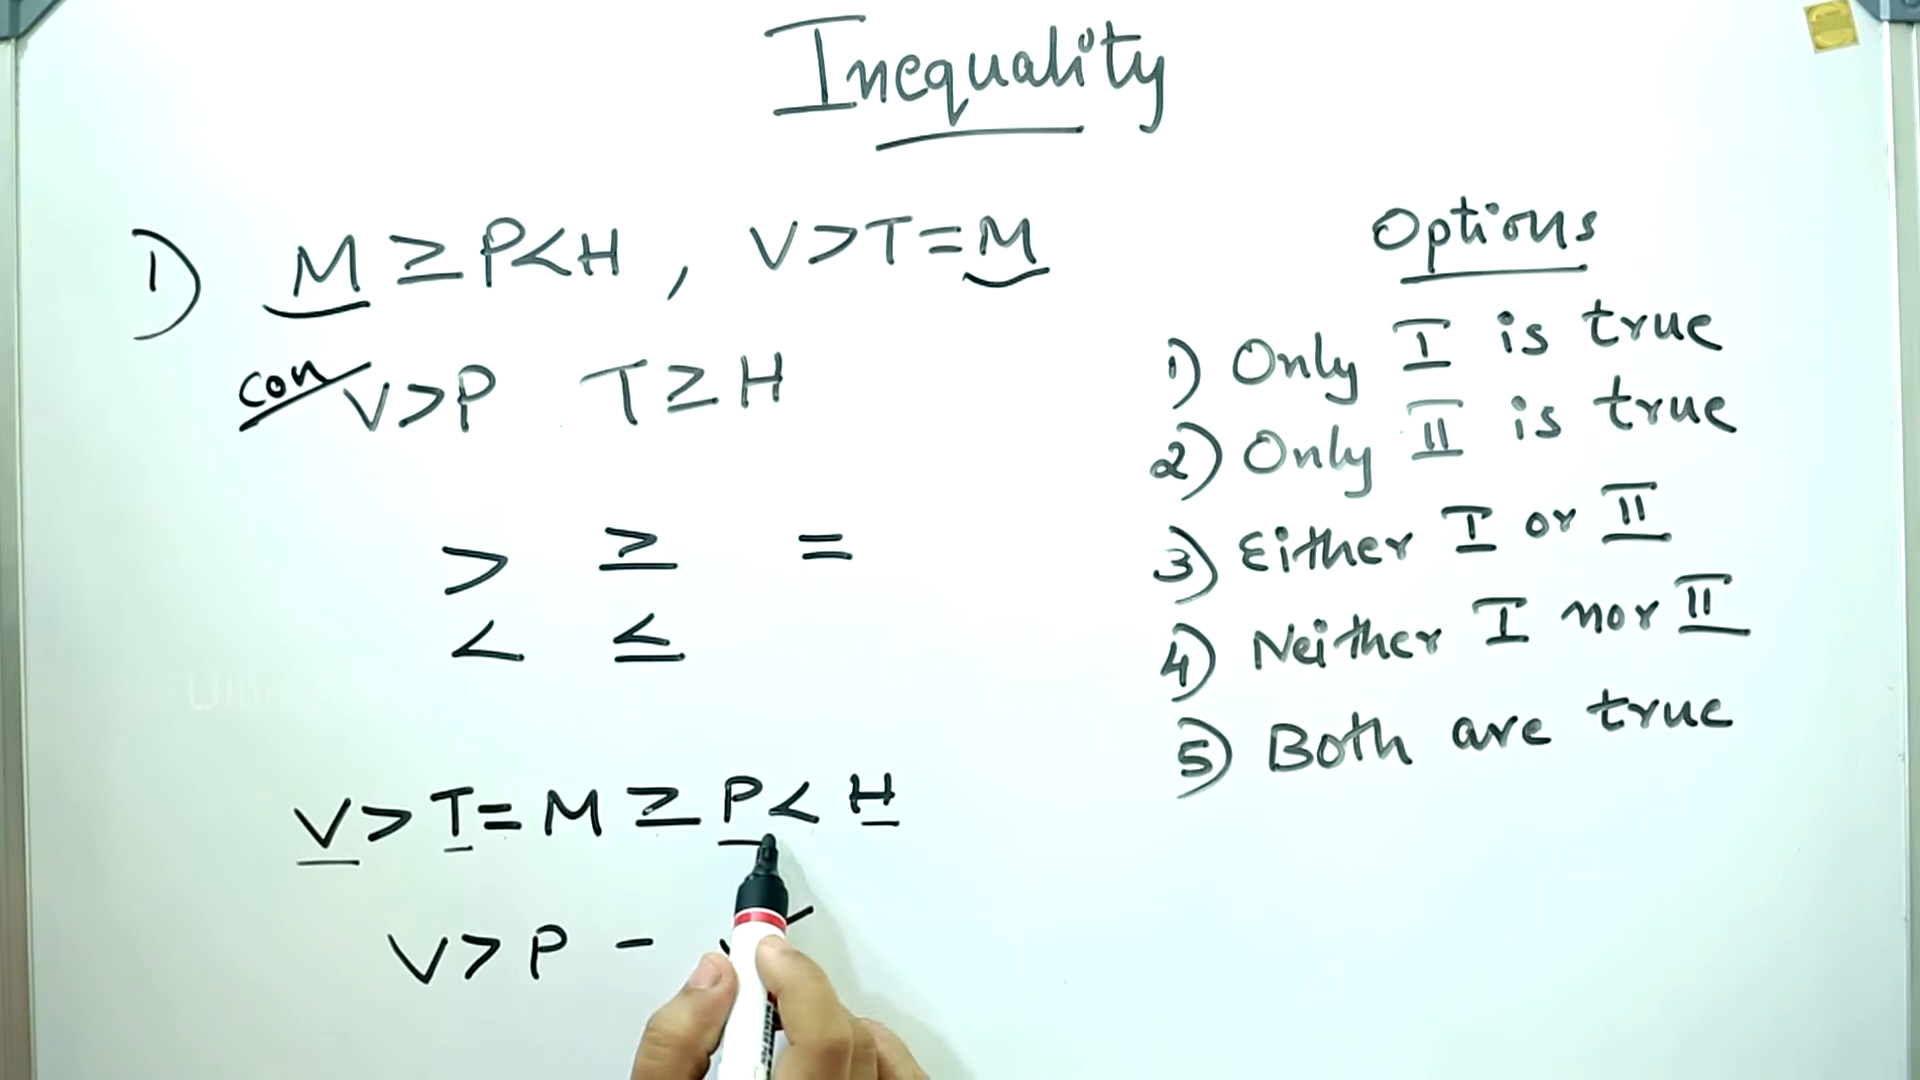 Inequality
1) M ≥ P < H , V > T = M
con V > P T ≥ H
> ≥ =
< ≤
V > T = M ≥ P < H
V > P -
Options
1) Only I is true
2) Only II is true
3) Either I or II
4) Neither I nor II
5) Both are true